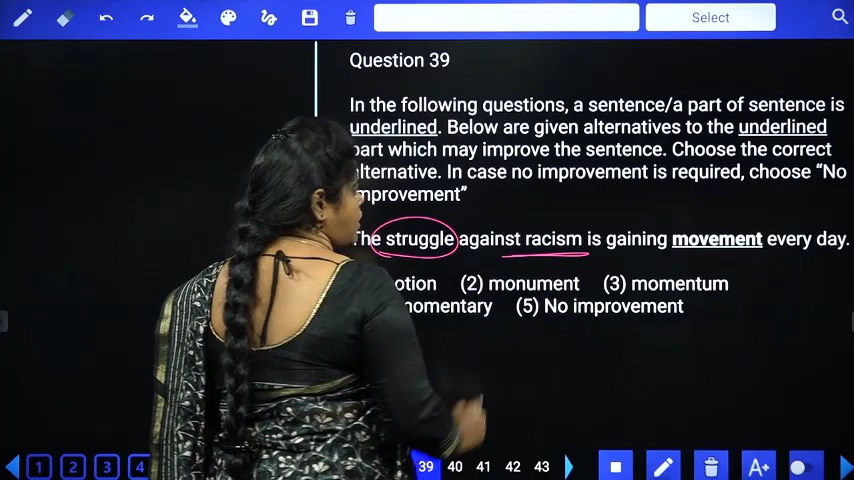 Select
Question 39
In the following questions, a sentence/a part of sentence is
underlined. Below are given alternatives to the underlined
part which may improve the sentence. Choose the correct
alternative. In case no improvement is required, choose “No
improvement”
The struggle against racism is gaining movement every day.
(2) monument (3) momentum
momentary (5) No improvement
1 2 3 4 39 40 41 42 43
A+